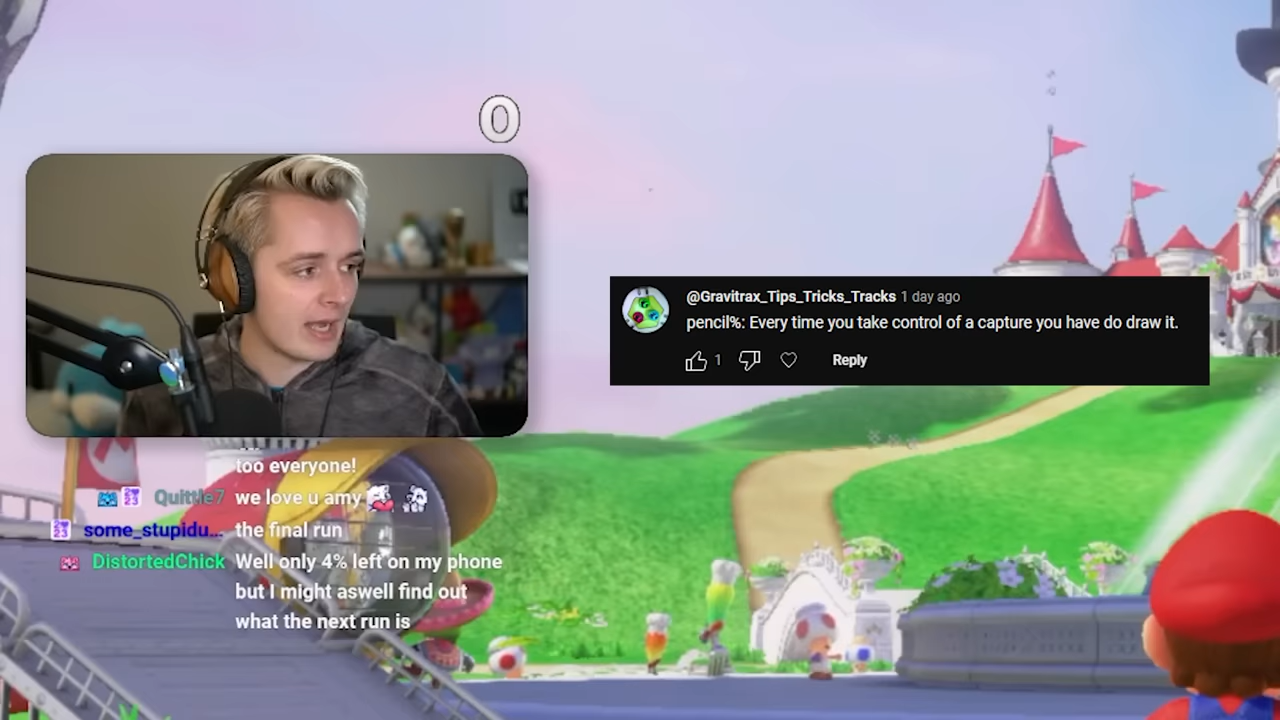 0
@Gravitrax_Tips_Tricks_Tracks 1 day ago
pencil%: Every time you take control of a capture you have do draw it.
1 Reply
too everyone!
Quittle7 we love u amy
some_stupidu... the final run
DistortedChick Well only 4% left on my phone
but I might aswell find out
what the next run is